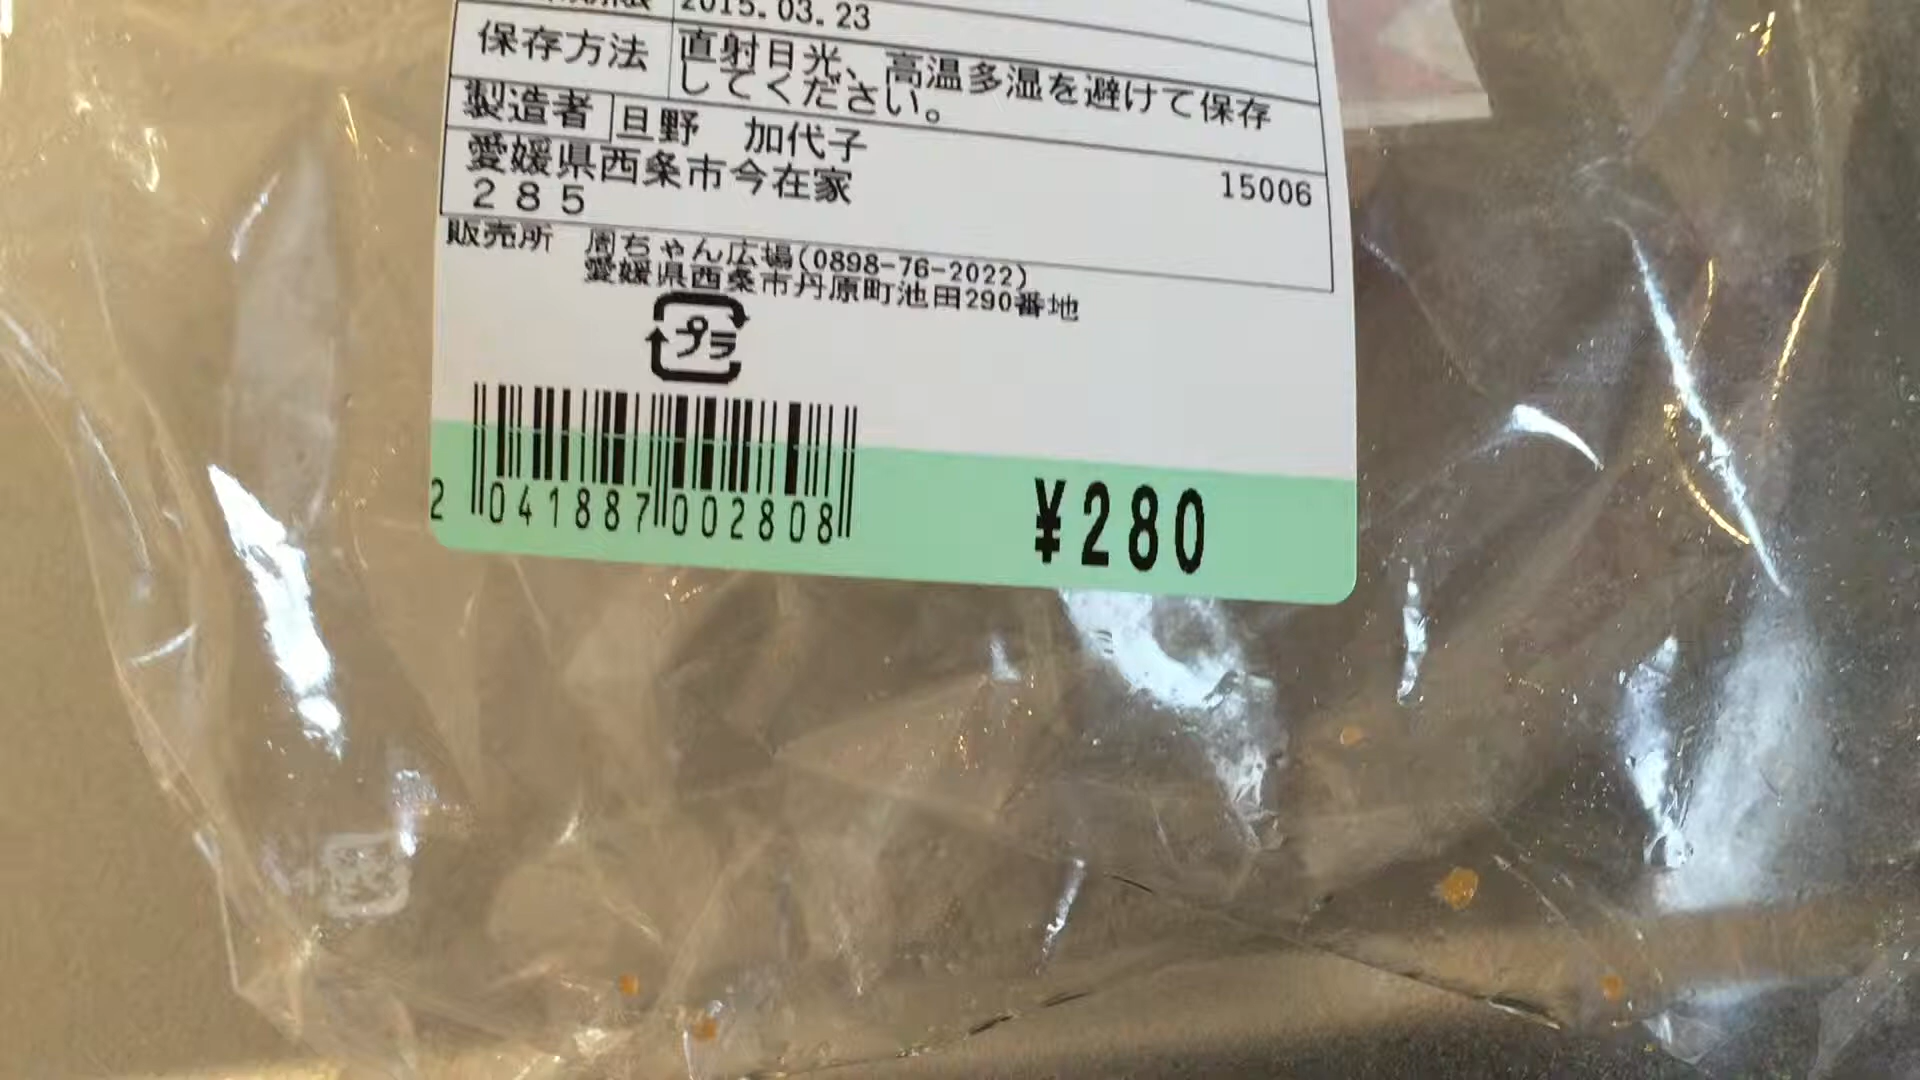 2015.03.23
保存方法 直射日光、高温多湿を避けて保存
してください。
製造者 旦野 加代子
愛媛県西条市今在家
285
15006
販売所 周ちゃん広場(0898-76-2022)
愛媛県西条市丹原町池田290番地
プラ
2 041887 002808
¥280